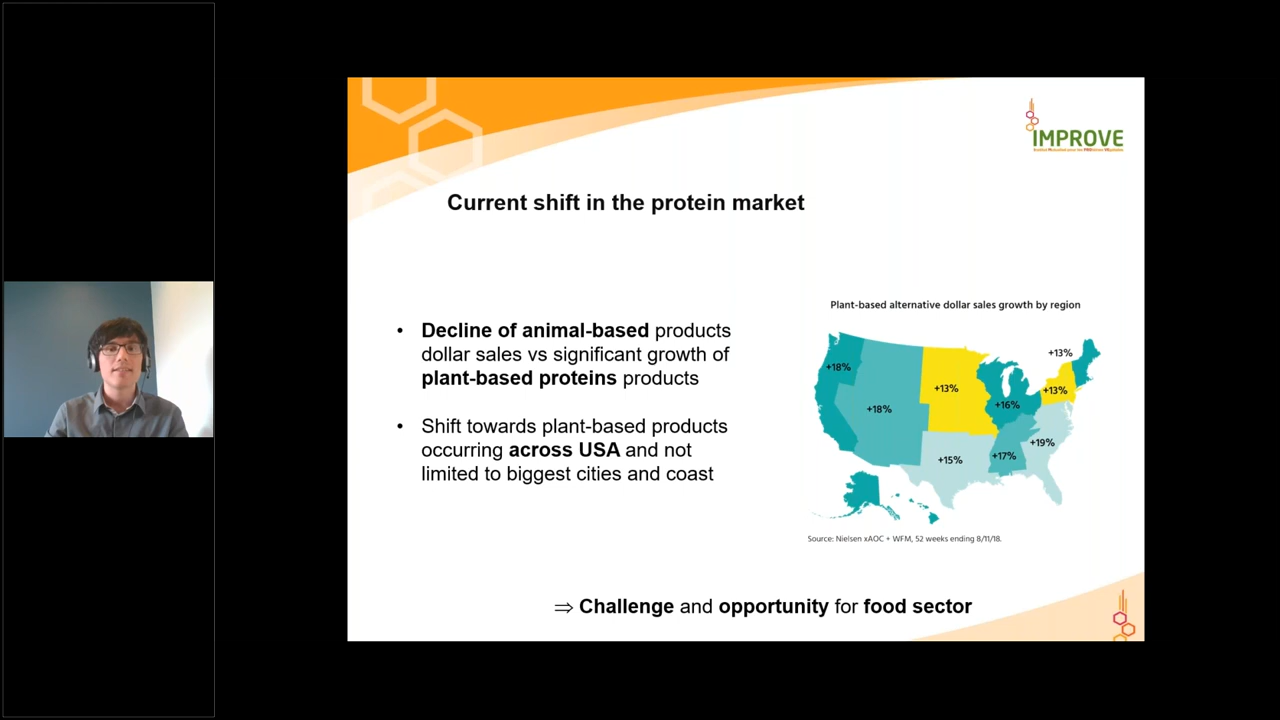 IMPROVE
Current shift in the protein market
• Decline of animal-based products
dollar sales vs significant growth of
plant-based proteins products
• Shift towards plant-based products
occurring across USA and not
limited to biggest cities and coast
Plant-based alternative dollar sales growth by region
+13%
+18%
+13%
+13%
+18%
+16%
+19%
+15%
+17%
Source: Nielsen xAOC + WFM, 52 weeks ending 8/11/18.
⇒ Challenge and opportunity for food sector